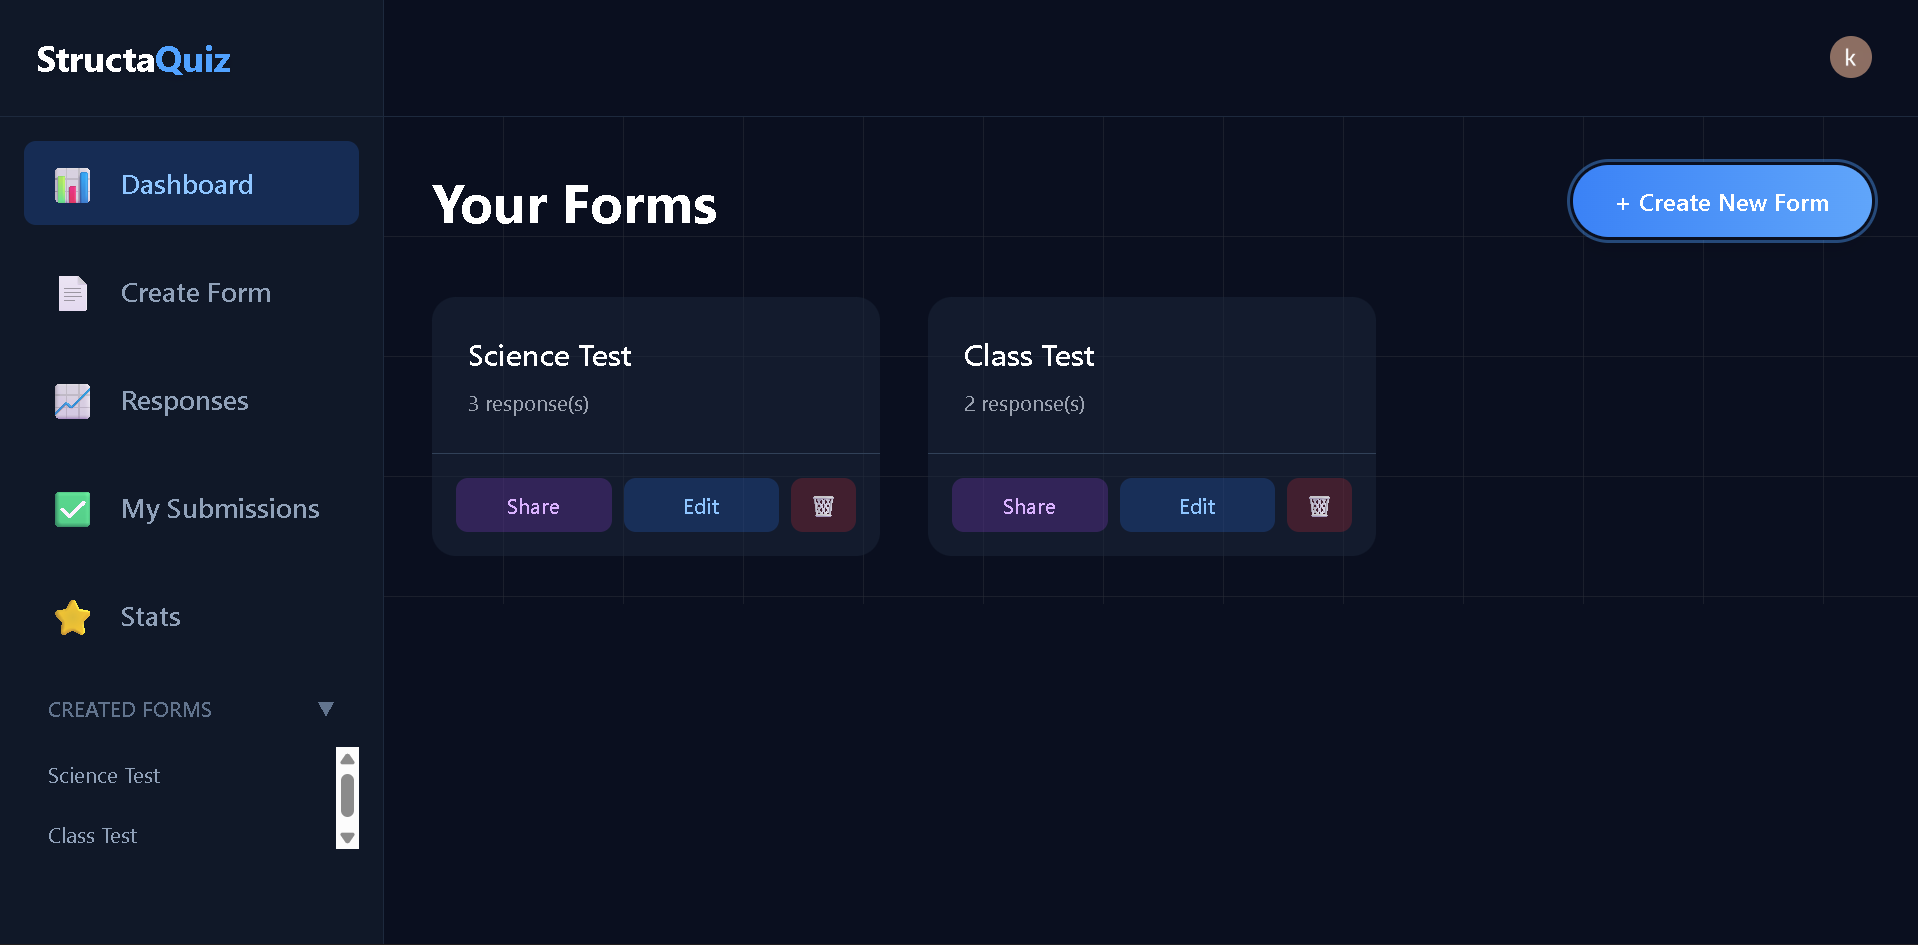 StructaQuiz
k
Dashboard
Create Form
Responses
My Submissions
Stats
CREATED FORMS
Science Test
Class Test
Your Forms
+ Create New Form
Science Test
3 response(s)
Share
Edit
Class Test
2 response(s)
Share
Edit